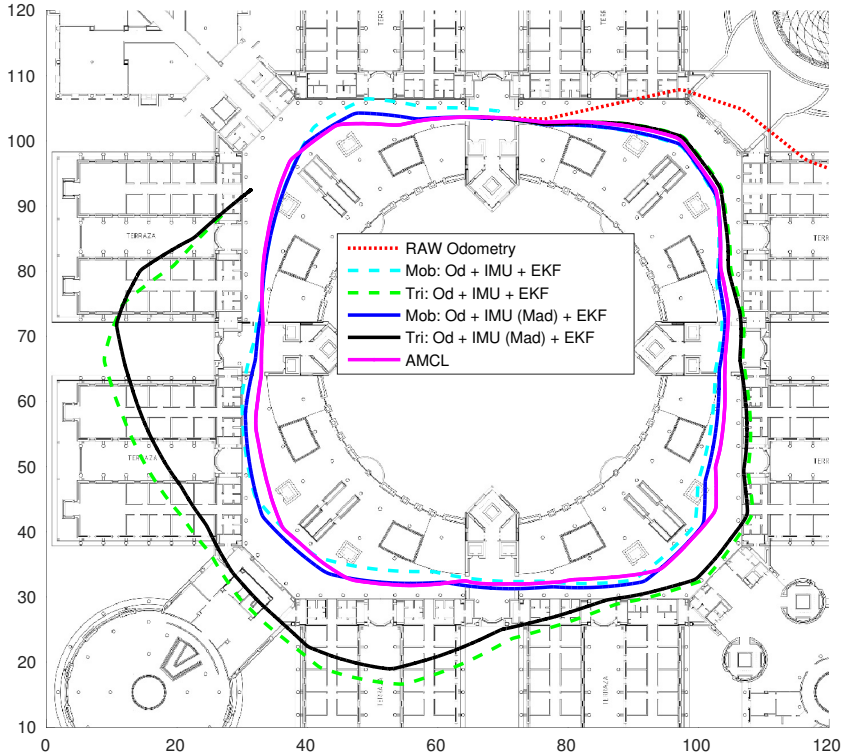 120
110
100
90
80
70
60
50
40
30
20
10
0
20
40
60
80
100
120
TERRAZA
TERRAZA
RAW Odometry
Mob: Od + IMU + EKF
Tri: Od + IMU + EKF
Mob: Od + IMU (Mad) + EKF
Tri: Od + IMU (Mad) + EKF
AMCL
TERRAZA
TERRAZA